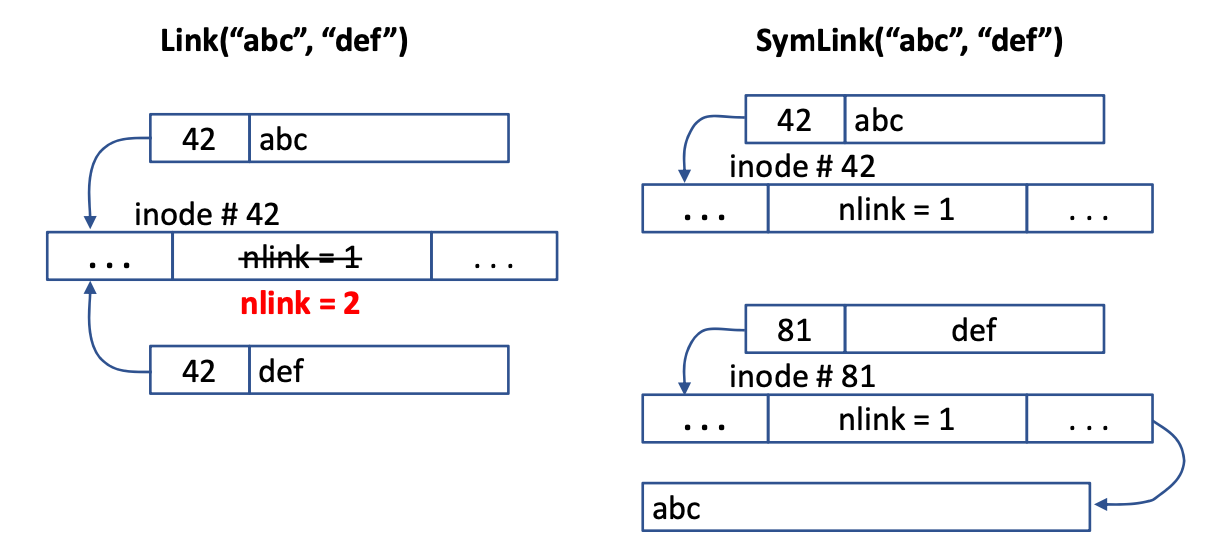 Link(“abc”, “def”)
42 abc
inode # 42
... nlink = 1 ...
nlink = 2
42 def
SymLink(“abc”, “def”)
42 abc
inode # 42
... nlink = 1 ...
81 def
inode # 81
... nlink = 1 ...
abc